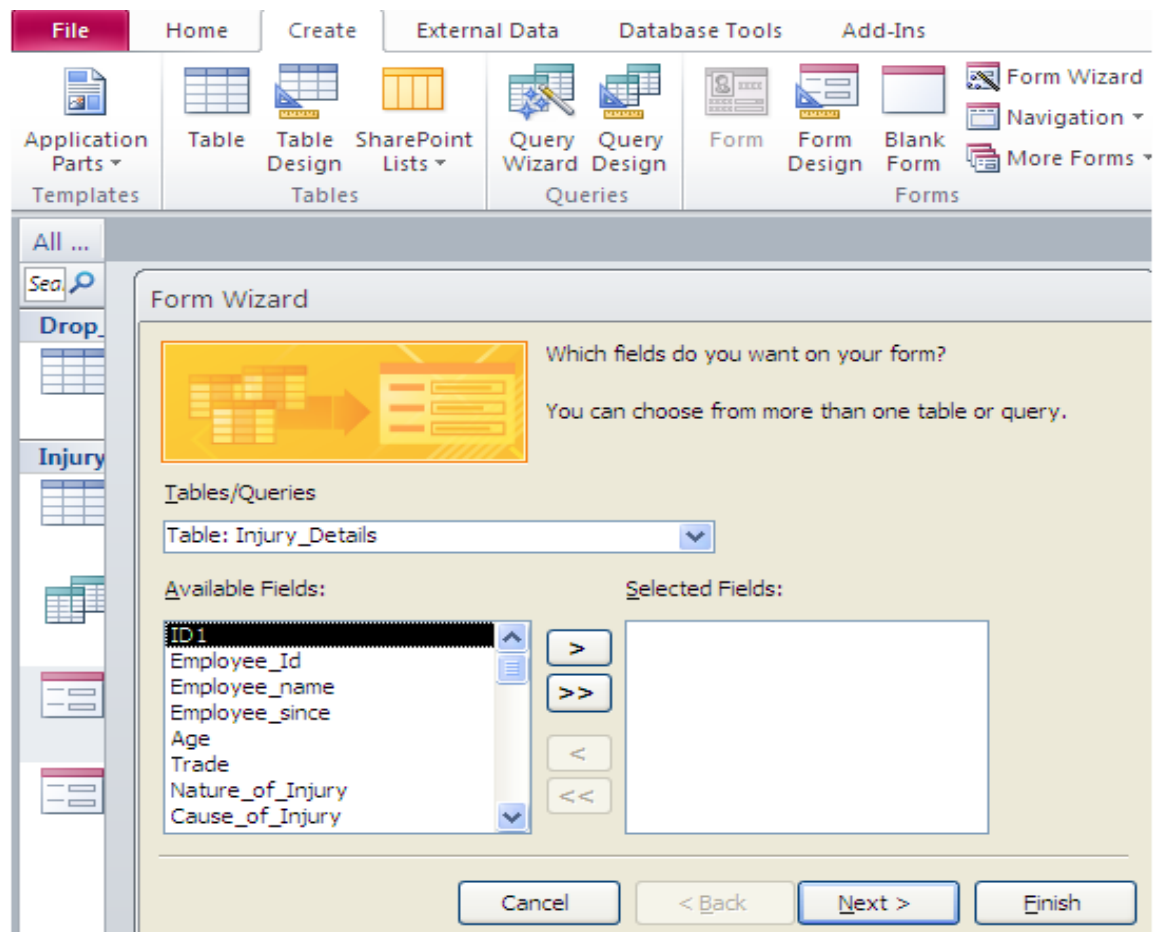 File Home Create External Data Database Tools Add-Ins
Application Parts Table Table Design SharePoint Lists Query Wizard Query Design Form Form Design Blank Form Form Wizard
Navigation
More Forms
Templates Tables Queries Forms
All ...
Sea
Form Wizard
Drop_
Which fields do you want on your form?
You can choose from more than one table or query.
Injury
Tables/Queries
Table: Injury_Details
Available Fields: Selected Fields:
ID1
Employee_Id
Employee_name
Employee_since
Age
Trade
Nature_of_Injury
Cause_of_Injury
>
>>
<
<<
Cancel < Back Next > Finish